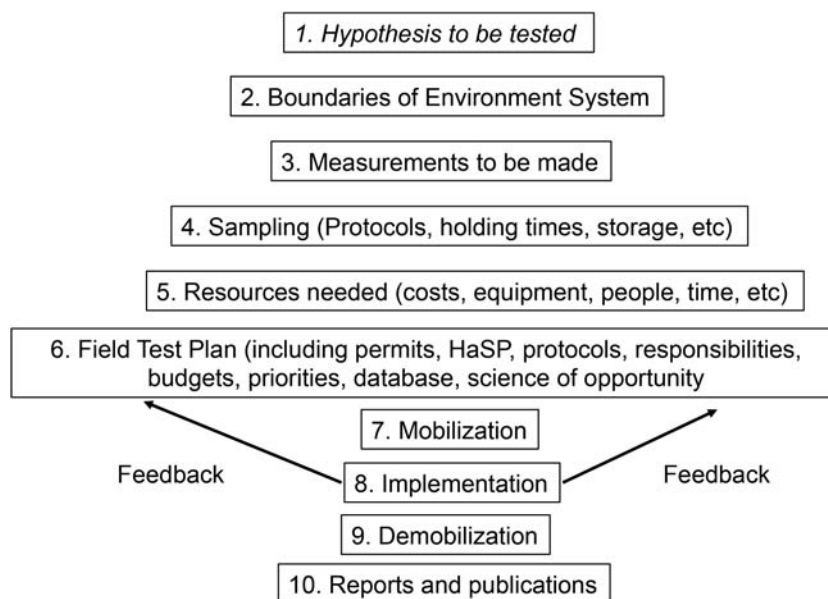 1. Hypothesis to be tested
2. Boundaries of Environment System
3. Measurements to be made
4. Sampling (Protocols, holding times, storage, etc)
5. Resources needed (costs, equipment, people, time, etc)
6. Field Test Plan (including permits, HaSP, protocols, responsibilities,
budgets, priorities, database, science of opportunity
7. Mobilization
Feedback
Feedback
8. Implementation
9. Demobilization
10. Reports and publications